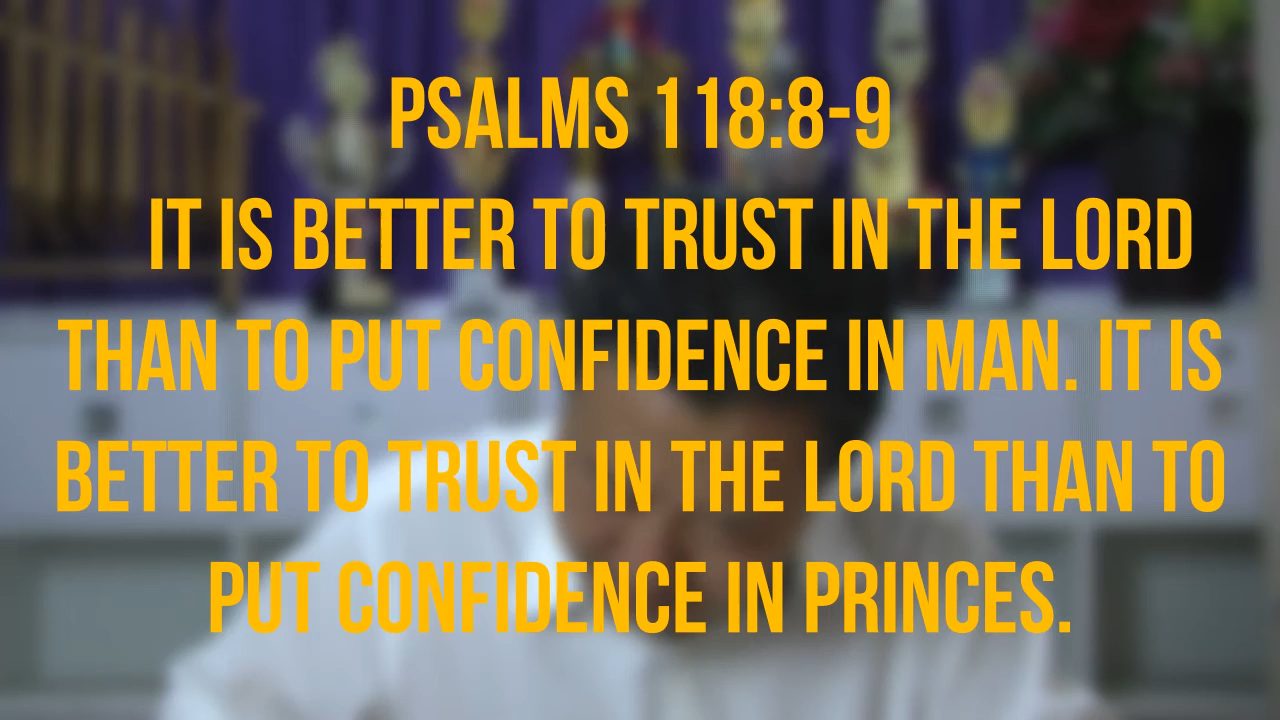 PSALMS 118:8-9
IT IS BETTER TO TRUST IN THE LORD
THAN TO PUT CONFIDENCE IN MAN. IT IS
BETTER TO TRUST IN THE LORD THAN TO
PUT CONFIDENCE IN PRINCES.